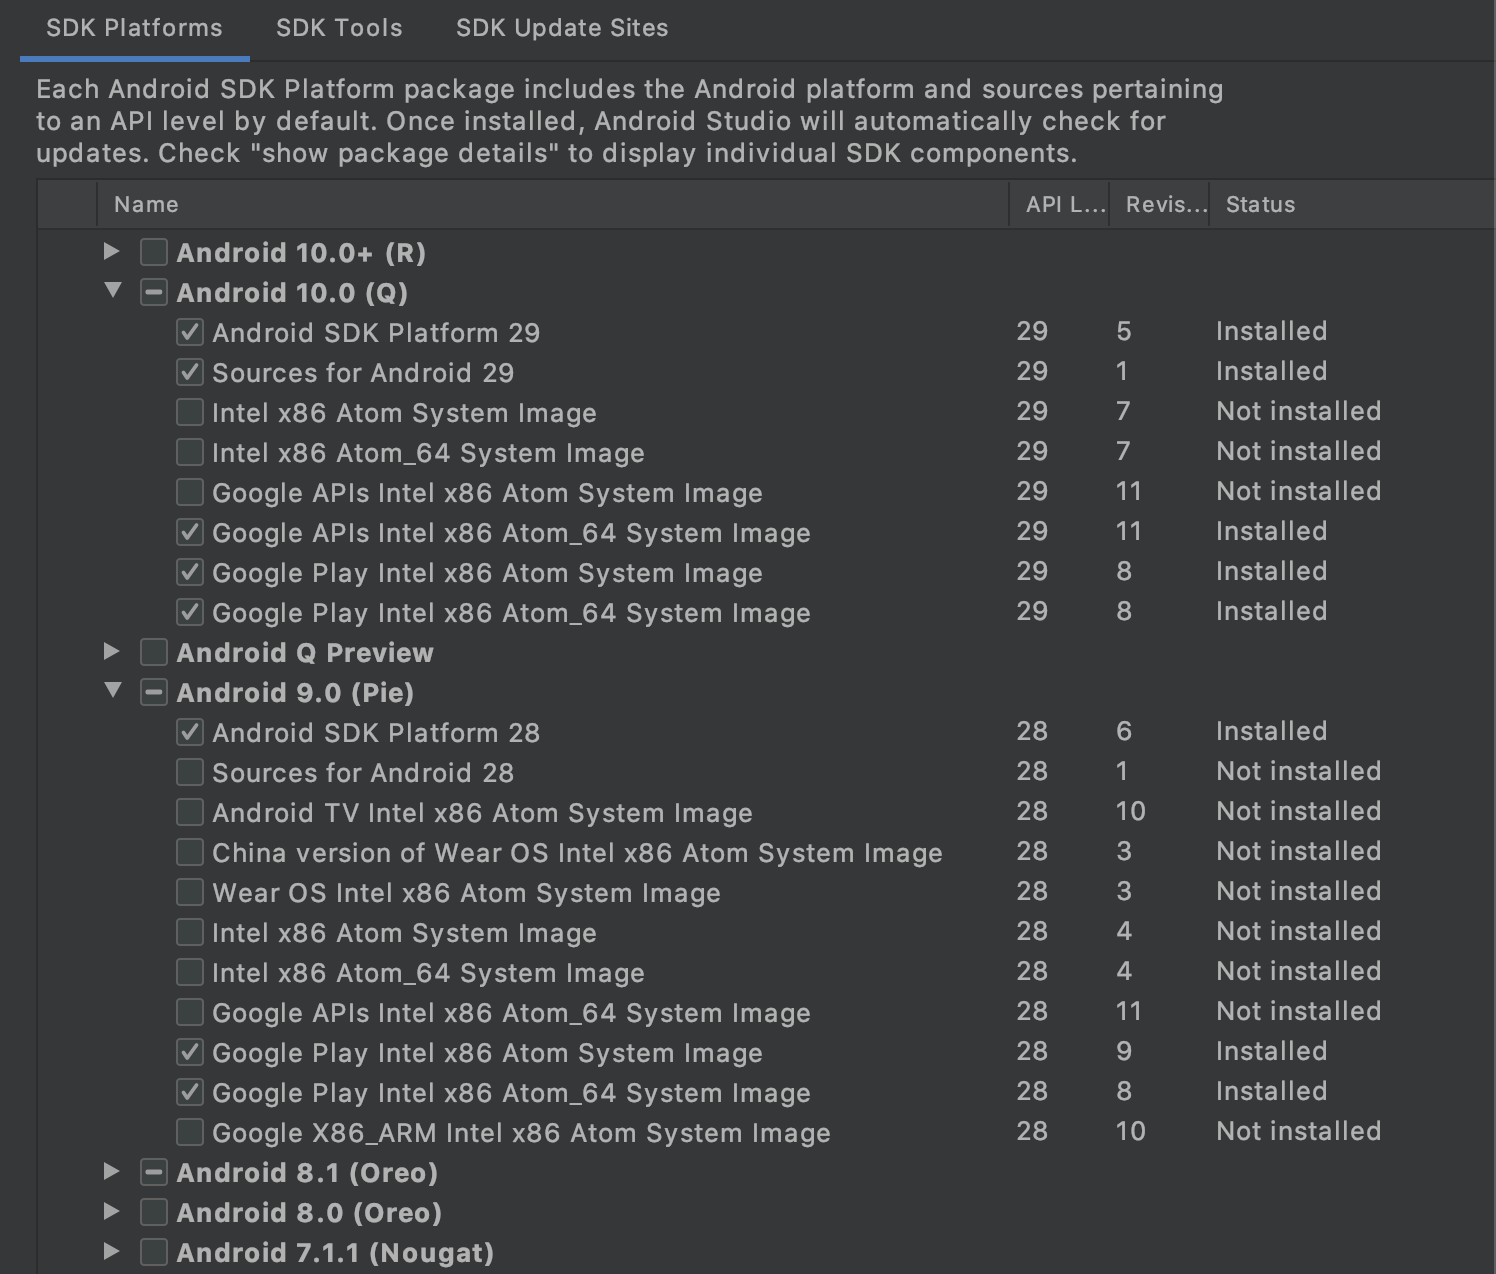 SDK Platforms SDK Tools SDK Update Sites
Each Android SDK Platform package includes the Android platform and sources pertaining
to an API level by default. Once installed, Android Studio will automatically check for
updates. Check "show package details" to display individual SDK components.
Name API L... Revis... Status
Android 10.0+ (R)
Android 10.0 (Q)
Android SDK Platform 29 29 5 Installed
Sources for Android 29 29 1 Installed
Intel x86 Atom System Image 29 7 Not installed
Intel x86 Atom_64 System Image 29 7 Not installed
Google APIs Intel x86 Atom System Image 29 11 Not installed
Google APIs Intel x86 Atom_64 System Image 29 11 Installed
Google Play Intel x86 Atom System Image 29 8 Installed
Google Play Intel x86 Atom_64 System Image 29 8 Installed
Android Q Preview
Android 9.0 (Pie)
Android SDK Platform 28 28 6 Installed
Sources for Android 28 28 1 Not installed
Android TV Intel x86 Atom System Image 28 10 Not installed
China version of Wear OS Intel x86 Atom System Image 28 3 Not installed
Wear OS Intel x86 Atom System Image 28 3 Not installed
Intel x86 Atom System Image 28 4 Not installed
Intel x86 Atom_64 System Image 28 4 Not installed
Google APIs Intel x86 Atom_64 System Image 28 11 Not installed
Google Play Intel x86 Atom System Image 28 9 Installed
Google Play Intel x86 Atom_64 System Image 28 8 Installed
Google X86_ARM Intel x86 Atom System Image 28 10 Not installed
Android 8.1 (Oreo)
Android 8.0 (Oreo)
Android 7.1.1 (Nougat)